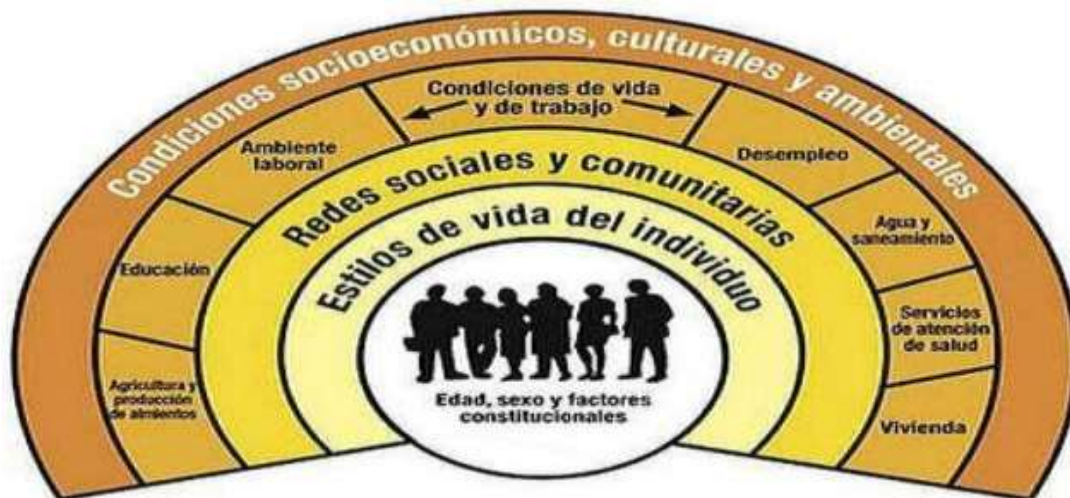 Condiciones socioeconómicos, culturales y ambientales
Condiciones de vida
y de trabajo
Ambiente
laboral
Desempleo
Redes sociales y comunitarias
Agua y
saneamiento
Educación
Estilos de vida del individuo
Servicios
de atención
de salud
Agricultura y
producción
de almientos
Edad, sexo y factores
constitucionales
Vivienda